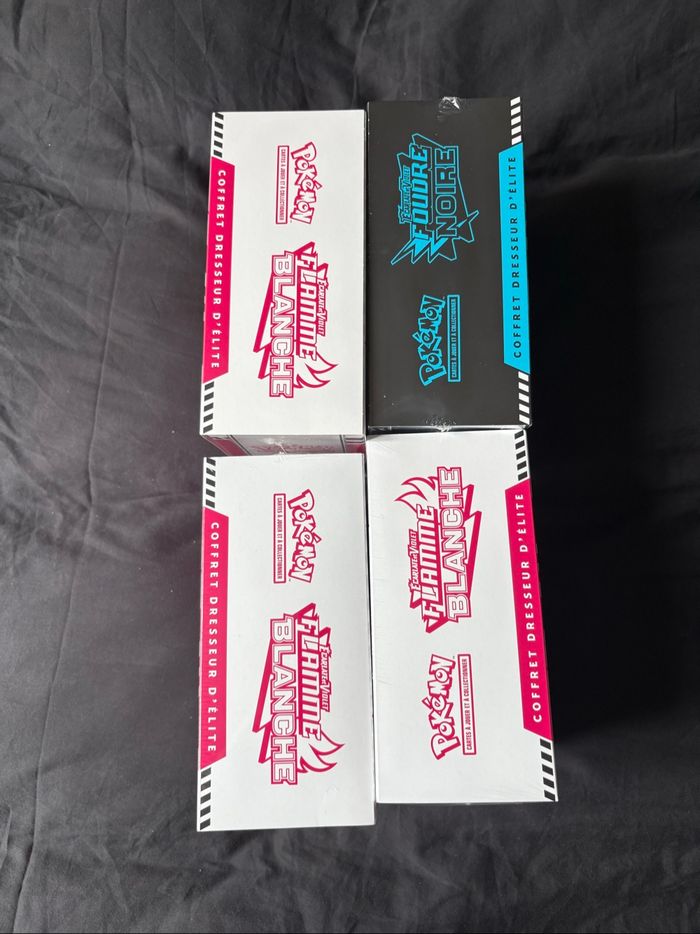 POKÉMON
CARTES À JOUER ET À COLLECTIONNER
ÉCARLATE ET VIOLET
FLAMME
BLANCHE
COFFRET DRESSEUR D'ÉLITE
ÉCARLATE ET VIOLET
FOUDRE
NOIRE
POKÉMON
CARTES À JOUER ET À COLLECTIONNER
COFFRET DRESSEUR D'ÉLITE
POKÉMON
CARTES À JOUER ET À COLLECTIONNER
ÉCARLATE ET VIOLET
FLAMME
BLANCHE
COFFRET DRESSEUR D'ÉLITE
ÉCARLATE ET VIOLET
FLAMME
BLANCHE
POKÉMON
CARTES À JOUER ET À COLLECTIONNER
COFFRET DRESSEUR D'ÉLITE